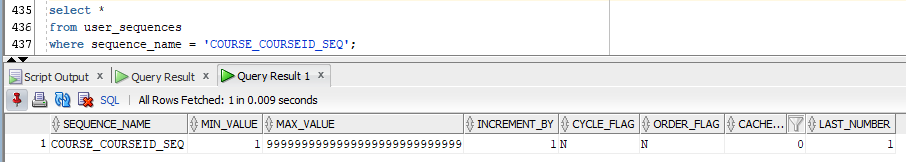 435 select *
436 from user_sequences
437 where sequence_name = 'COURSE_COURSEID_SEQ';
Script Output x Query Result x Query Result 1 x
SQL | All Rows Fetched: 1 in 0.009 seconds
SEQUENCE_NAME MIN_VALUE MAX_VALUE INCREMENT_BY CYCLE_FLAG ORDER_FLAG CACHE... LAST_NUMBER
1 COURSE_COURSEID_SEQ 1 9999999999999999999999999999 1 N N 0 1